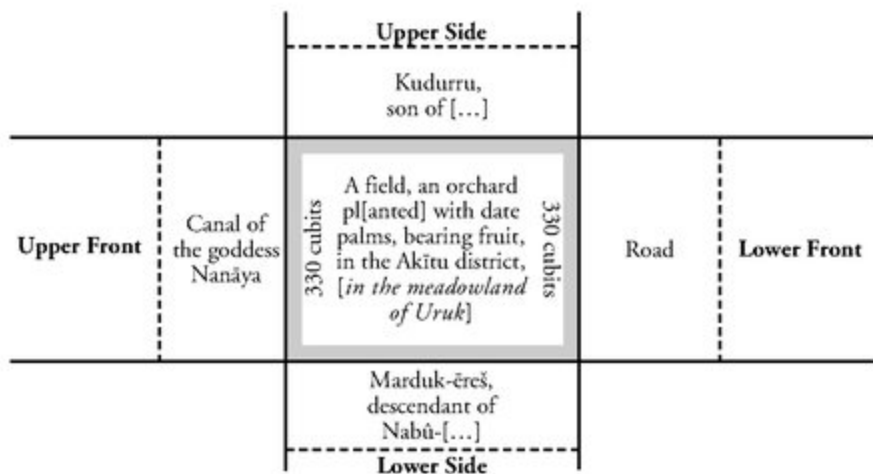 Upper Side
Kudurru,
son of […]
Upper Front
Canal of
the goddess
Nanāya
330 cubits
A field, an orchard
pl[anted] with date
palms, bearing fruit,
in the Akītu district,
[in the meadowland
of Uruk]
330 cubits
Road
Lower Front
Marduk-ēreš,
descendant of
Nabû-[…]
Lower Side